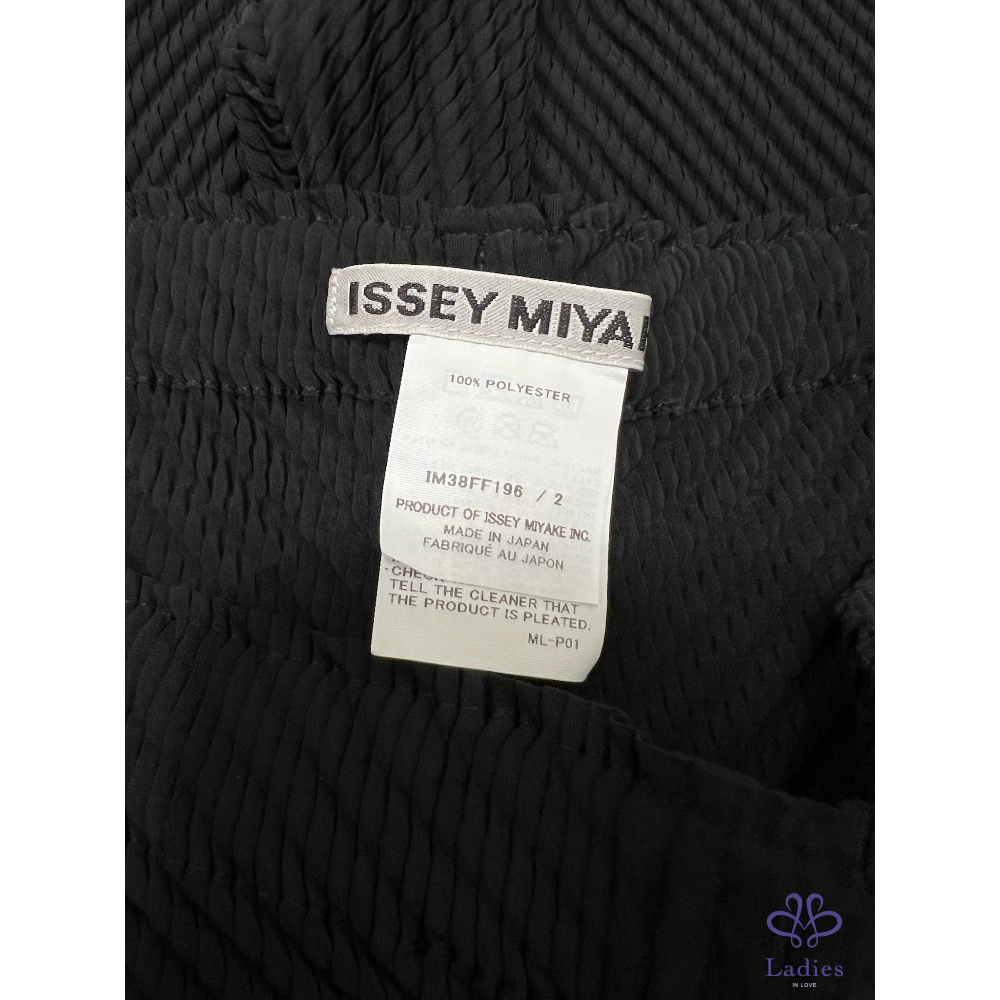 ISSEY MIYA
100% POLYESTER
IM38FF196 / 2
PRODUCT OF ISSEY MIYAKE INC.
MADE IN JAPAN
FABRIQUÉ AU JAPON
TELL THE CLEANER THAT
THE PRODUCT IS PLEATED.
ML-P01
Ladies
IN LOVE